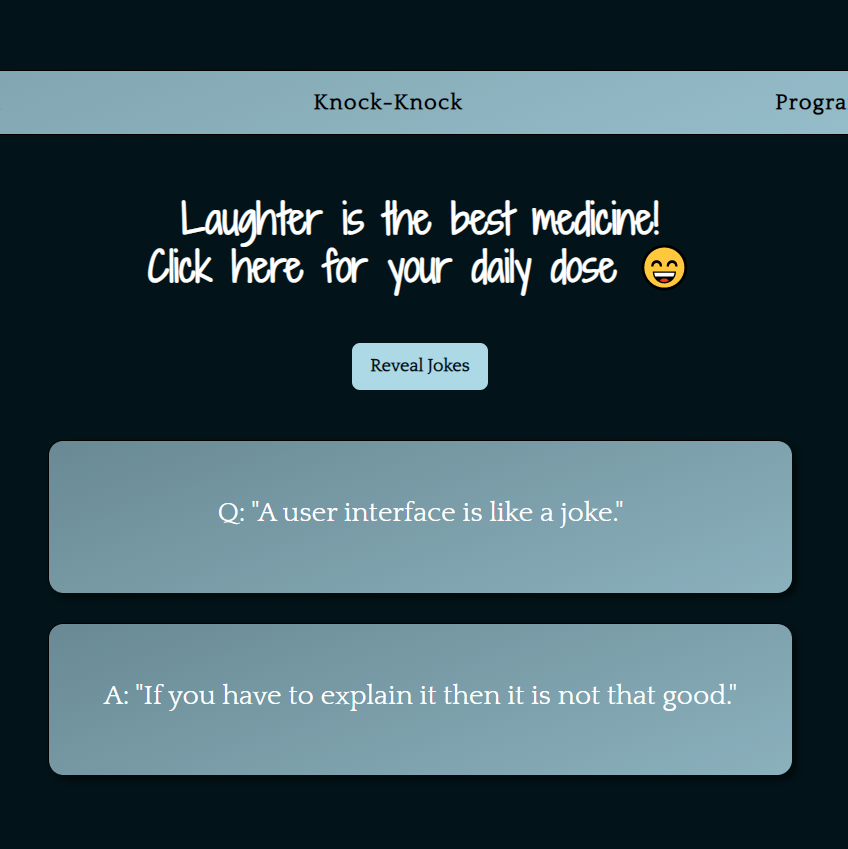 Knock-Knock
Laughter is the best medicine!
Click here for your daily dose 😄
Reveal Jokes
Q: "A user interface is like a joke."
A: "If you have to explain it then it is not that good."